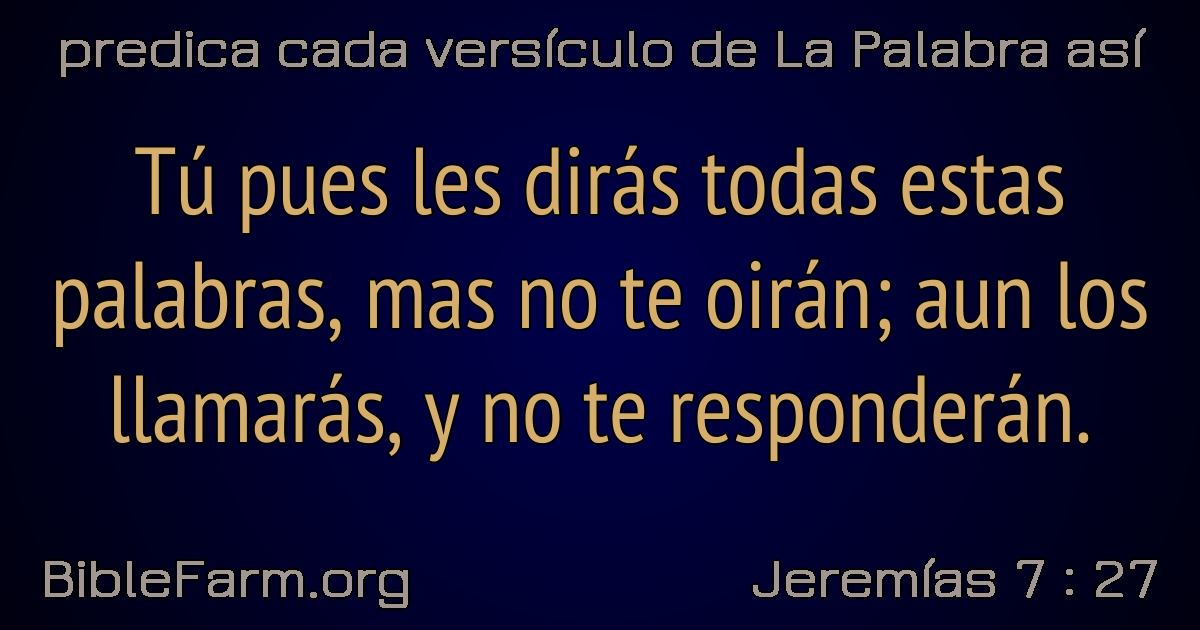 predica cada versículo de La Palabra así
Tú pues les dirás todas estas
palabras, mas no te oirán; aun los
llamarás, y no te responderán.
BibleFarm.org
Jeremías 7 : 27